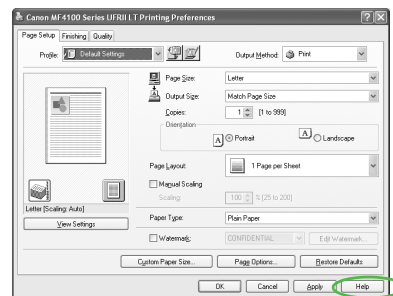 Canon MF4100 Series UFRII LT Printing Preferences
Page Setup Finishing Quality
Profile: Default Settings Output Method: Print
Page Size: Letter
Output Size: Match Page Size
Copies: 1 [1 to 999]
Orientation
A Portrait A Landscape
Page Layout: 1 Page per Sheet
Manual Scaling
Scaling: 100 % [25 to 200]
Letter [Scaling: Auto]
View Settings
Paper Type: Plain Paper
Watermark: CONFIDENTIAL Edit Watermark...
Custom Paper Size... Page Options... Restore Defaults
OK Cancel Apply Help